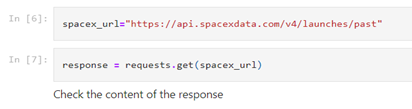 In [6]: spacex_url="https://api.spacexdata.com/v4/launches/past"
In [7]: response = requests.get(spacex_url)
Check the content of the response